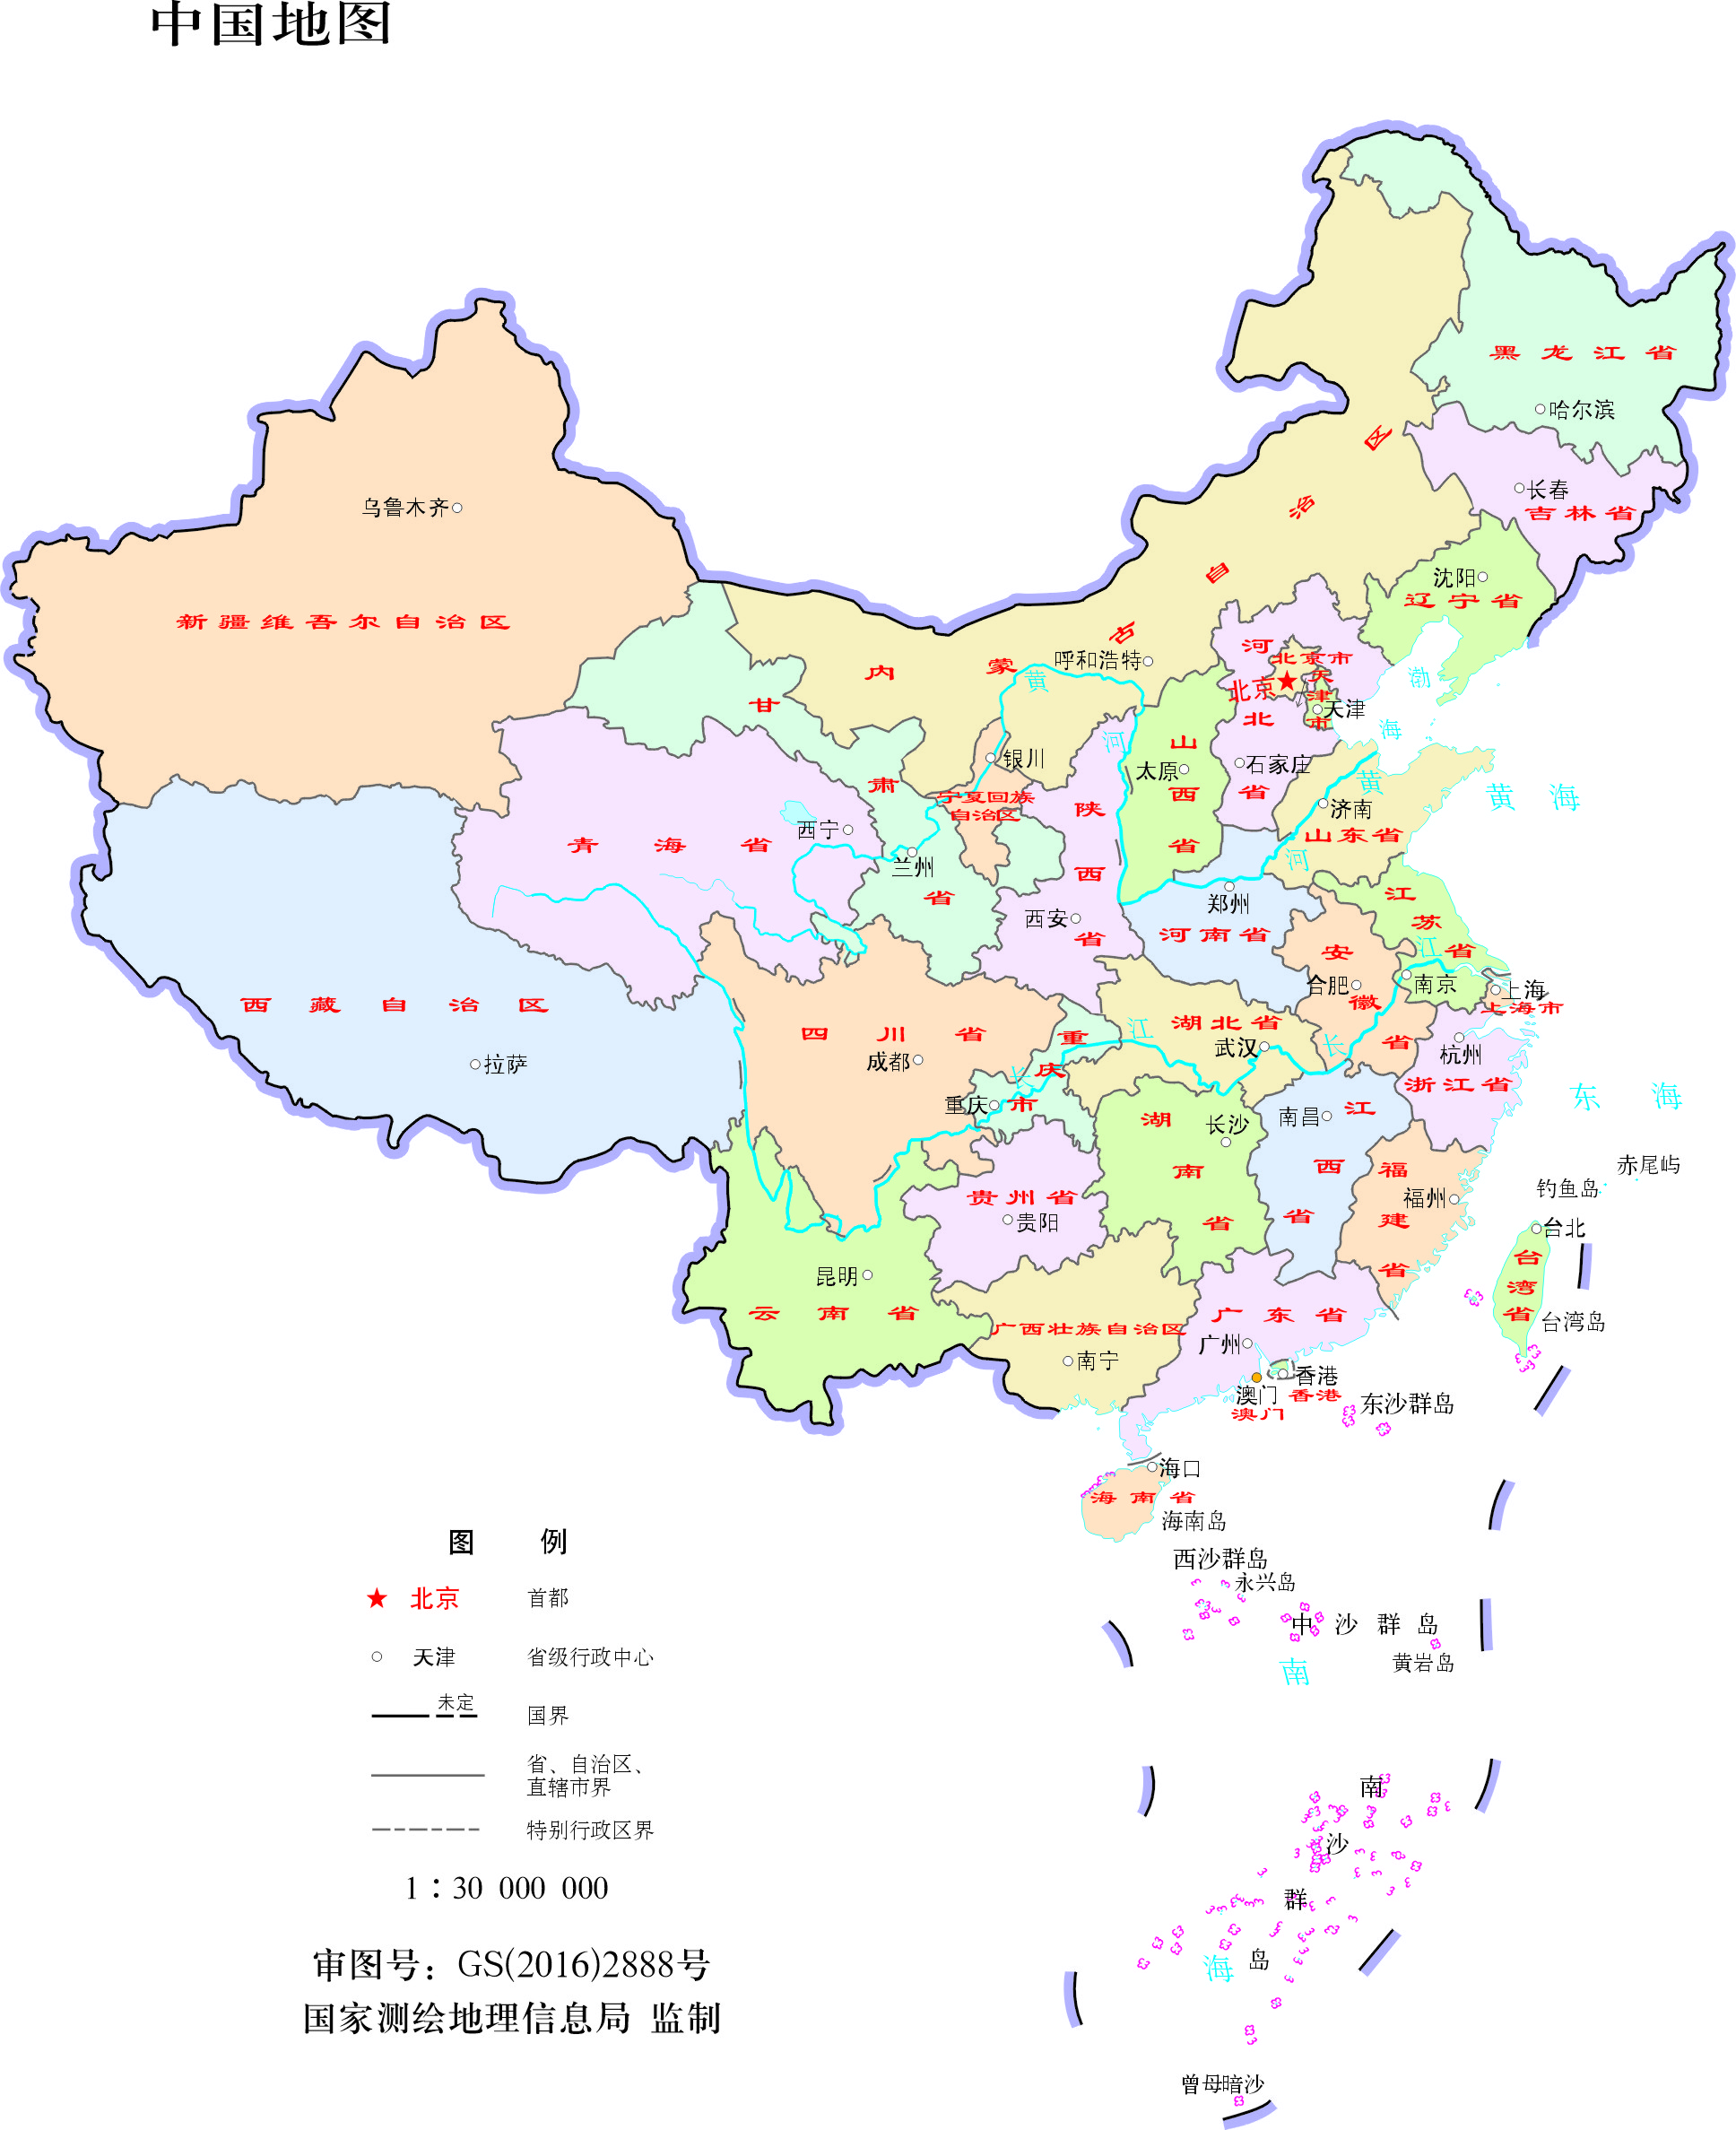 中国地图
黑龙江省
哈尔滨
长春
吉林省
沈阳
辽宁省
内蒙古自治区
呼和浩特
乌鲁木齐
新疆维吾尔自治区
河北省
北京市
北京
天津市
天津
石家庄
渤海
黄河
甘肃省
兰州
银川
宁夏回族
自治区
山西省
太原
陕西省
西安
黄海
黄河
济南
山东省
青海省
西宁
郑州
河南省
江苏省
南京
安徽省
合肥
上海
上海市
西藏自治区
拉萨
四川省
成都
重庆市
重庆
湖北省
武汉
长江
长江
杭州
浙江省
东海
湖南省
长沙
江西省
南昌
福建省
福州
赤尾屿
钓鱼岛
台北
台湾省
台湾岛
贵州省
贵阳
云南省
昆明
广西壮族自治区
南宁
广东省
广州
香港
香港
澳门
澳门
东沙群岛
海口
海南省
海南岛
西沙群岛
永兴岛
中沙群岛
黄岩岛
南海
南沙群岛
曾母暗沙
图 例
北京 首都
天津 省级行政中心
未定
国界
省、自治区、
直辖市界
特别行政区界
1：30 000 000
审图号：GS(2016)2888号
国家测绘地理信息局 监制